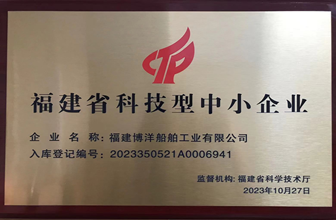 CTP
福建省科技型中小企业
企业名称:福建博洋船舶工业有限公司
入库登记编号:2023350521A0006941
监督机构:福建省科学技术厅
2023年10月27日